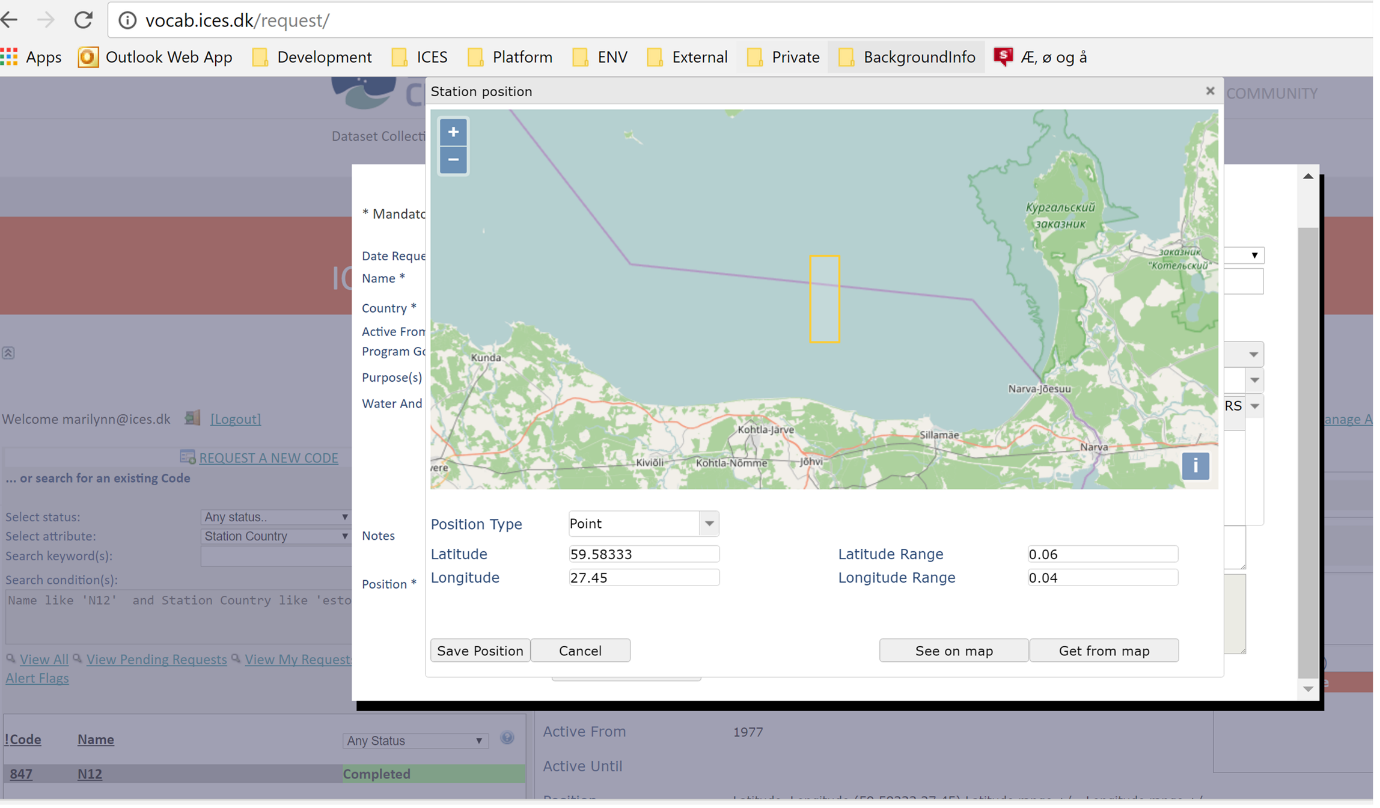 vocab.ices.dk/request/
Apps Outlook Web App Development ICES Platform ENV External Private BackgroundInfo Æ, ø og å
Station position ×
COMMUNITY
Dataset Collecti
+
−
Кургальский
заказник
заказник
"Котельский"
Kunda
Narva-Jõesuu
Kohtla-Järve
Sillamäe
Narva
Kiviõli
Kohtla-Nõmme
Jõhvi
vere
i
* Mandato
Date Reque
Name *
Country *
Active From
Program Go
Purpose(s)
Water And
RS
Notes
Position *
Position Type Point
Latitude 59.58333 Latitude Range 0.06
Longitude 27.45 Longitude Range 0.04
Save Position Cancel See on map Get from map
Welcome marilynn@ices.dk [Logout]
anage A
REQUEST A NEW CODE
... or search for an existing Code
Select status: Any status..
Select attribute: Station Country
Search keyword(s):
Search condition(s):
Name like 'N12' and Station Country like 'esto
View All View Pending Requests View My Request
Alert Flags
!Code Name Any Status
847 N12 Completed
Active From 1977
Active Until